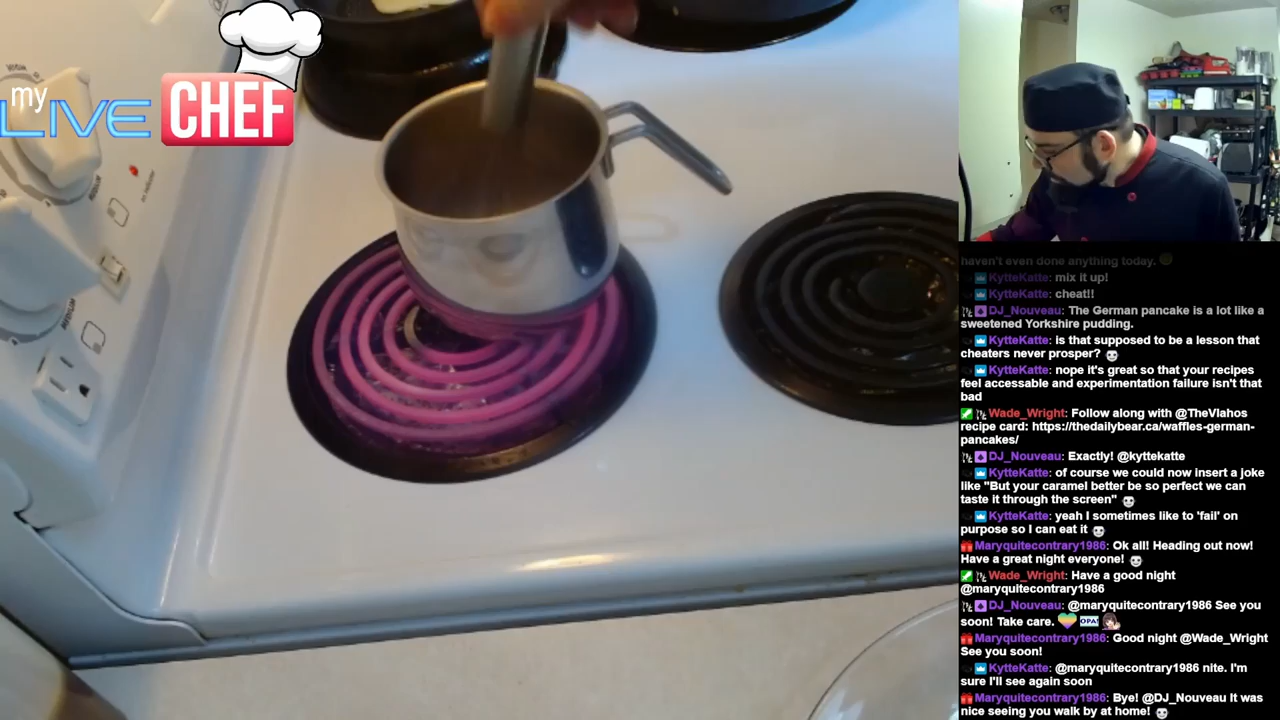 my
LIVE CHEF
haven't even done anything today.
KytteKatte: mix it up!
KytteKatte: cheat!!
DJ_Nouveau: The German pancake is a lot like a
sweetened Yorkshire pudding.
KytteKatte: is that supposed to be a lesson that
cheaters never prosper?
KytteKatte: nope it's great so that your recipes
feel accessable and experimentation failure isn't that
bad
Wade_Wright: Follow along with @TheVlahos
recipe card: https://thedailybear.ca/waffles-german-
pancakes/
DJ_Nouveau: Exactly! @kyttekatte
KytteKatte: of course we could now insert a joke
like "But your caramel better be so perfect we can
taste it through the screen"
KytteKatte: yeah I sometimes like to 'fail' on
purpose so I can eat it
Maryquitecontrary1986: Ok all! Heading out now!
Have a great night everyone!
Wade_Wright: Have a good night
@maryquitecontrary1986
DJ_Nouveau: @maryquitecontrary1986 See you
soon! Take care. OPA!
Maryquitecontrary1986: Good night @Wade_Wright
See you soon!
KytteKatte: @maryquitecontrary1986 nite. I'm
sure I'll see again soon
Maryquitecontrary1986: Bye! @DJ_Nouveau It was
nice seeing you walk by at home!